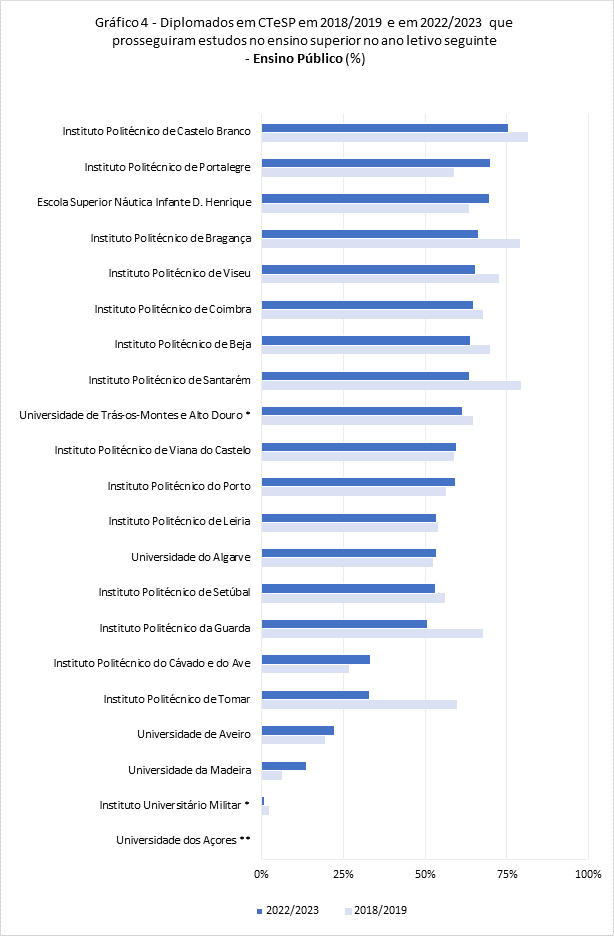 Gráfico 4 - Diplomados em CTeSP em 2018/2019 e em 2022/2023 que
prosseguiram estudos no ensino superior no ano letivo seguinte
- Ensino Público (%)
Instituto Politécnico de Castelo Branco
Instituto Politécnico de Portalegre
Escola Superior Náutica Infante D. Henrique
Instituto Politécnico de Bragança
Instituto Politécnico de Viseu
Instituto Politécnico de Coimbra
Instituto Politécnico de Beja
Instituto Politécnico de Santarém
Universidade de Trás-os-Montes e Alto Douro *
Instituto Politécnico de Viana do Castelo
Instituto Politécnico do Porto
Instituto Politécnico de Leiria
Universidade do Algarve
Instituto Politécnico de Setúbal
Instituto Politécnico da Guarda
Instituto Politécnico do Cávado e do Ave
Instituto Politécnico de Tomar
Universidade de Aveiro
Universidade da Madeira
Instituto Universitário Militar *
Universidade dos Açores **
0% 25% 50% 75% 100%
2022/2023 2018/2019